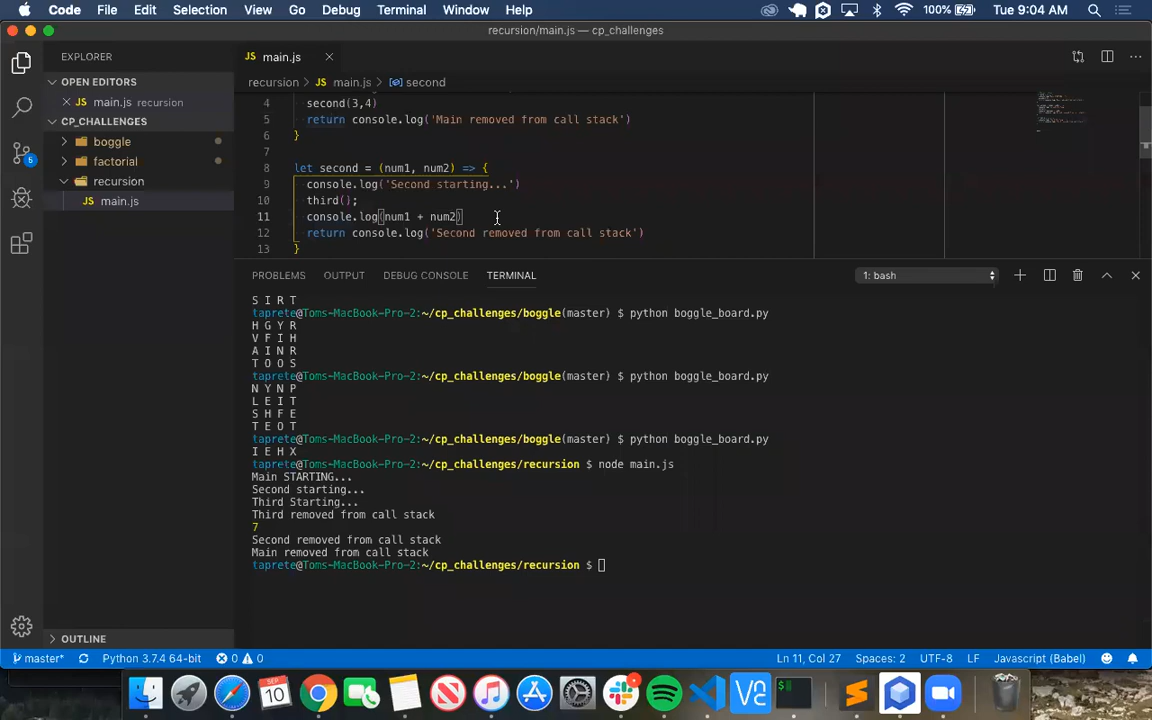 Code File Edit Selection View Go Debug Terminal Window Help 100% Tue 9:04 AM
recursion/main.js — cp_challenges
EXPLORER
JS main.js
OPEN EDITORS
recursion > JS main.js > second
JS main.js recursion
4 second(3,4)
CP_CHALLENGES
5 return console.log('Main removed from call stack')
6 }
boggle
7
factorial
8 let second = (num1, num2) => {
recursion
9 console.log('Second starting...')
JS main.js
10 third();
11 console.log(num1 + num2)
12 return console.log('Second removed from call stack')
13 }
5
PROBLEMS OUTPUT DEBUG CONSOLE TERMINAL 1: bash
S I R T
taprete@Toms-MacBook-Pro-2:~/cp_challenges/boggle(master) $ python boggle_board.py
H G Y R
V F I H
A I N R
T O O S
taprete@Toms-MacBook-Pro-2:~/cp_challenges/boggle(master) $ python boggle_board.py
N Y N P
L E I T
S H F E
T E O T
taprete@Toms-MacBook-Pro-2:~/cp_challenges/boggle(master) $ python boggle_board.py
I E H X
taprete@Toms-MacBook-Pro-2:~/cp_challenges/recursion $ node main.js
Main STARTING...
Second starting...
Third Starting...
Third removed from call stack
7
Second removed from call stack
Main removed from call stack
taprete@Toms-MacBook-Pro-2:~/cp_challenges/recursion $
OUTLINE
master* Python 3.7.4 64-bit 0 0 Ln 11, Col 27 Spaces: 2 UTF-8 LF Javascript (Babel)
SEP
10